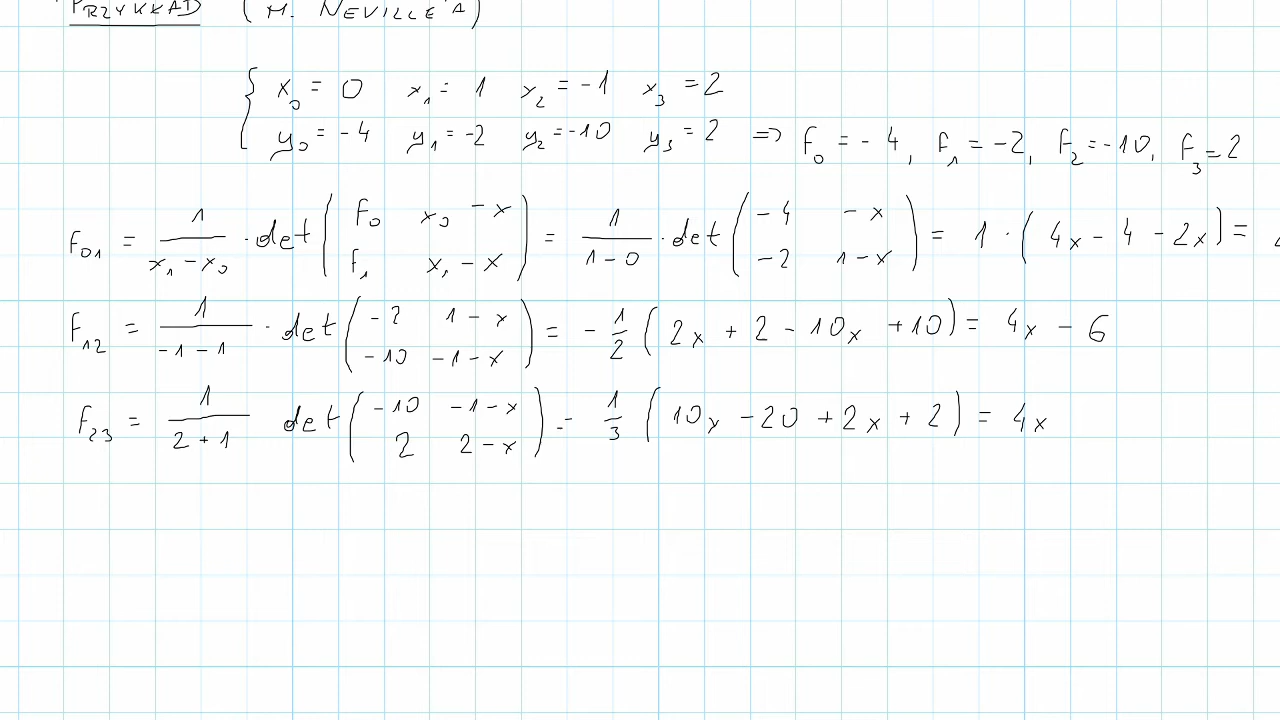 PRZYKŁAD (M. NEVILLE'A)
{ x₀ = 0 x₁ = 1 x₂ = -1 x₃ = 2
y₀ = -4 y₁ = -2 y₂ = -10 y₃ = 2 => F₀ = -4, F₁ = -2, F₂ = -10, F₃ = 2
F₀₁ = 1/(x₁ - x₀) · det(F₀ x₀ - x; F₁ x₁ - x) = 1/(1-0) · det(-4 -x; -2 1-x) = 1 · (4x - 4 - 2x) =
F₁₂ = 1/(-1-1) · det(-2 1-x; -10 -1-x) = -1/2 (2x + 2 - 10x + 10) = 4x - 6
F₂₃ = 1/(2+1) det(-10 -1-x; 2 2-x) = 1/3 (10x - 20 + 2x + 2) = 4x